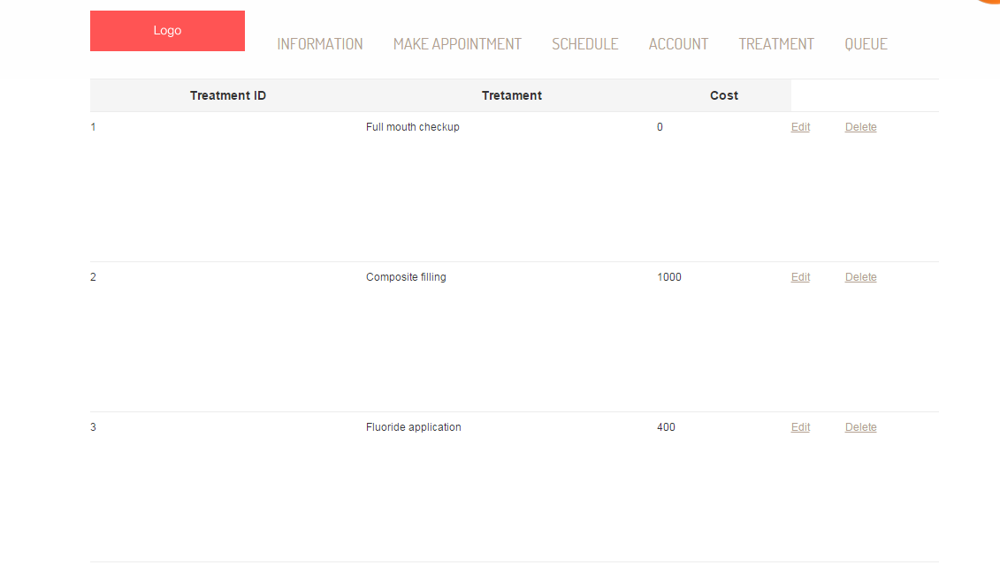 Logo
INFORMATION MAKE APPOINTMENT SCHEDULE ACCOUNT TREATMENT QUEUE
Treatment ID Tretament Cost
1 Full mouth checkup 0 Edit Delete
2 Composite filling 1000 Edit Delete
3 Fluoride application 400 Edit Delete